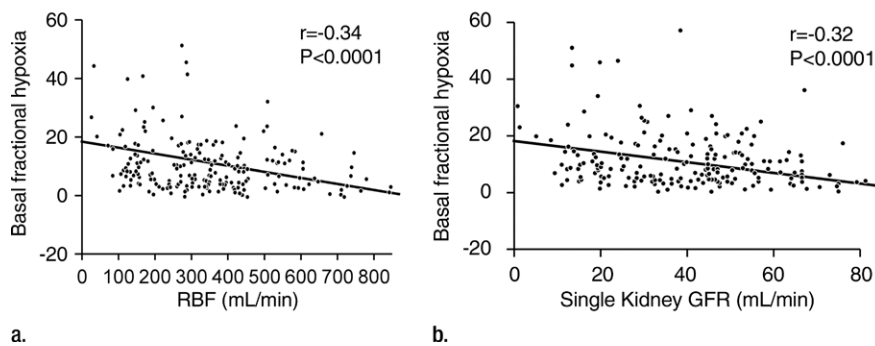 60
40
20
0
-20
Basal fractional hypoxia
r=-0.34
P<0.0001
0 100 200 300 400 500 600 700 800
RBF (mL/min)
a.
60
40
20
0
-20
Basal fractional hypoxia
r=-0.32
P<0.0001
0 20 40 60 80
Single Kidney GFR (mL/min)
b.